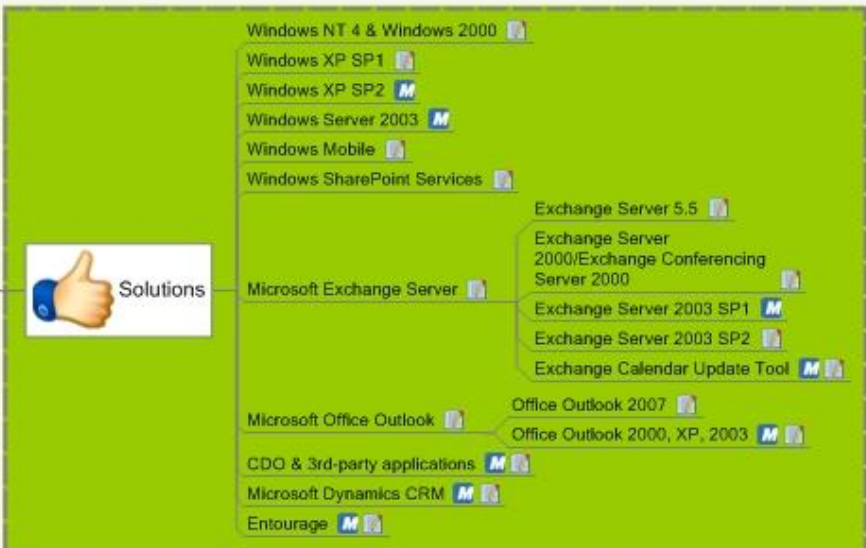 Windows NT 4 & Windows 2000
Windows XP SP1
Windows XP SP2 M
Windows Server 2003 M
Windows Mobile
Windows SharePoint Services
Solutions
Microsoft Exchange Server
Exchange Server 5.5
Exchange Server
2000/Exchange Conferencing
Server 2000
Exchange Server 2003 SP1 M
Exchange Server 2003 SP2
Exchange Calendar Update Tool M
Microsoft Office Outlook
Office Outlook 2007
Office Outlook 2000, XP, 2003 M
CDO & 3rd-party applications M
Microsoft Dynamics CRM M
Entourage M